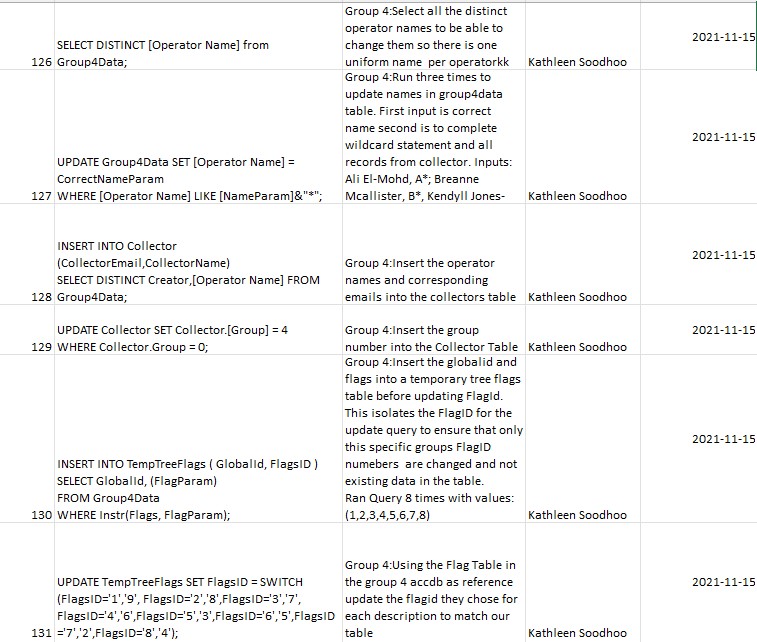 126 SELECT DISTINCT [Operator Name] from
Group4Data;
Group 4:Select all the distinct
operator names to be able to
change them so there is one
uniform name per operatorkk
Kathleen Soodhoo
2021-11-15
127 UPDATE Group4Data SET [Operator Name] =
CorrectNameParam
WHERE [Operator Name] LIKE [NameParam]&"*";
Group 4:Run three times to
update names in group4data
table. First input is correct
name second is to complete
wildcard statement and all
records from collector. Inputs:
Ali El-Mohd, A*; Breanne
Mcallister, B*, Kendyll Jones-
Kathleen Soodhoo
2021-11-15
128 INSERT INTO Collector
(CollectorEmail,CollectorName)
SELECT DISTINCT Creator,[Operator Name] FROM
Group4Data;
Group 4:Insert the operator
names and corresponding
emails into the collectors table
Kathleen Soodhoo
2021-11-15
129 UPDATE Collector SET Collector.[Group] = 4
WHERE Collector.Group = 0;
Group 4:Insert the group
number into the Collector Table
Kathleen Soodhoo
2021-11-15
130 INSERT INTO TempTreeFlags ( GlobalId, FlagsID )
SELECT GlobalId, (FlagParam)
FROM Group4Data
WHERE Instr(Flags, FlagParam);
Group 4:Insert the globalid and
flags into a temporary tree flags
table before updating FlagId.
This isolates the FlagID for the
update query to ensure that only
this specific groups FlagID
numebers are changed and not
existing data in the table.
Ran Query 8 times with values:
(1,2,3,4,5,6,7,8)
Kathleen Soodhoo
2021-11-15
131 UPDATE TempTreeFlags SET FlagsID = SWITCH
(FlagsID='1','9', FlagsID='2','8',FlagsID='3','7',
FlagsID='4','6',FlagsID='5','3',FlagsID='6','5',FlagsID
='7','2',FlagsID='8','4');
Group 4:Using the Flag Table in
the group 4 accdb as reference
update the flagid they chose for
each description to match our
table
Kathleen Soodhoo
2021-11-15